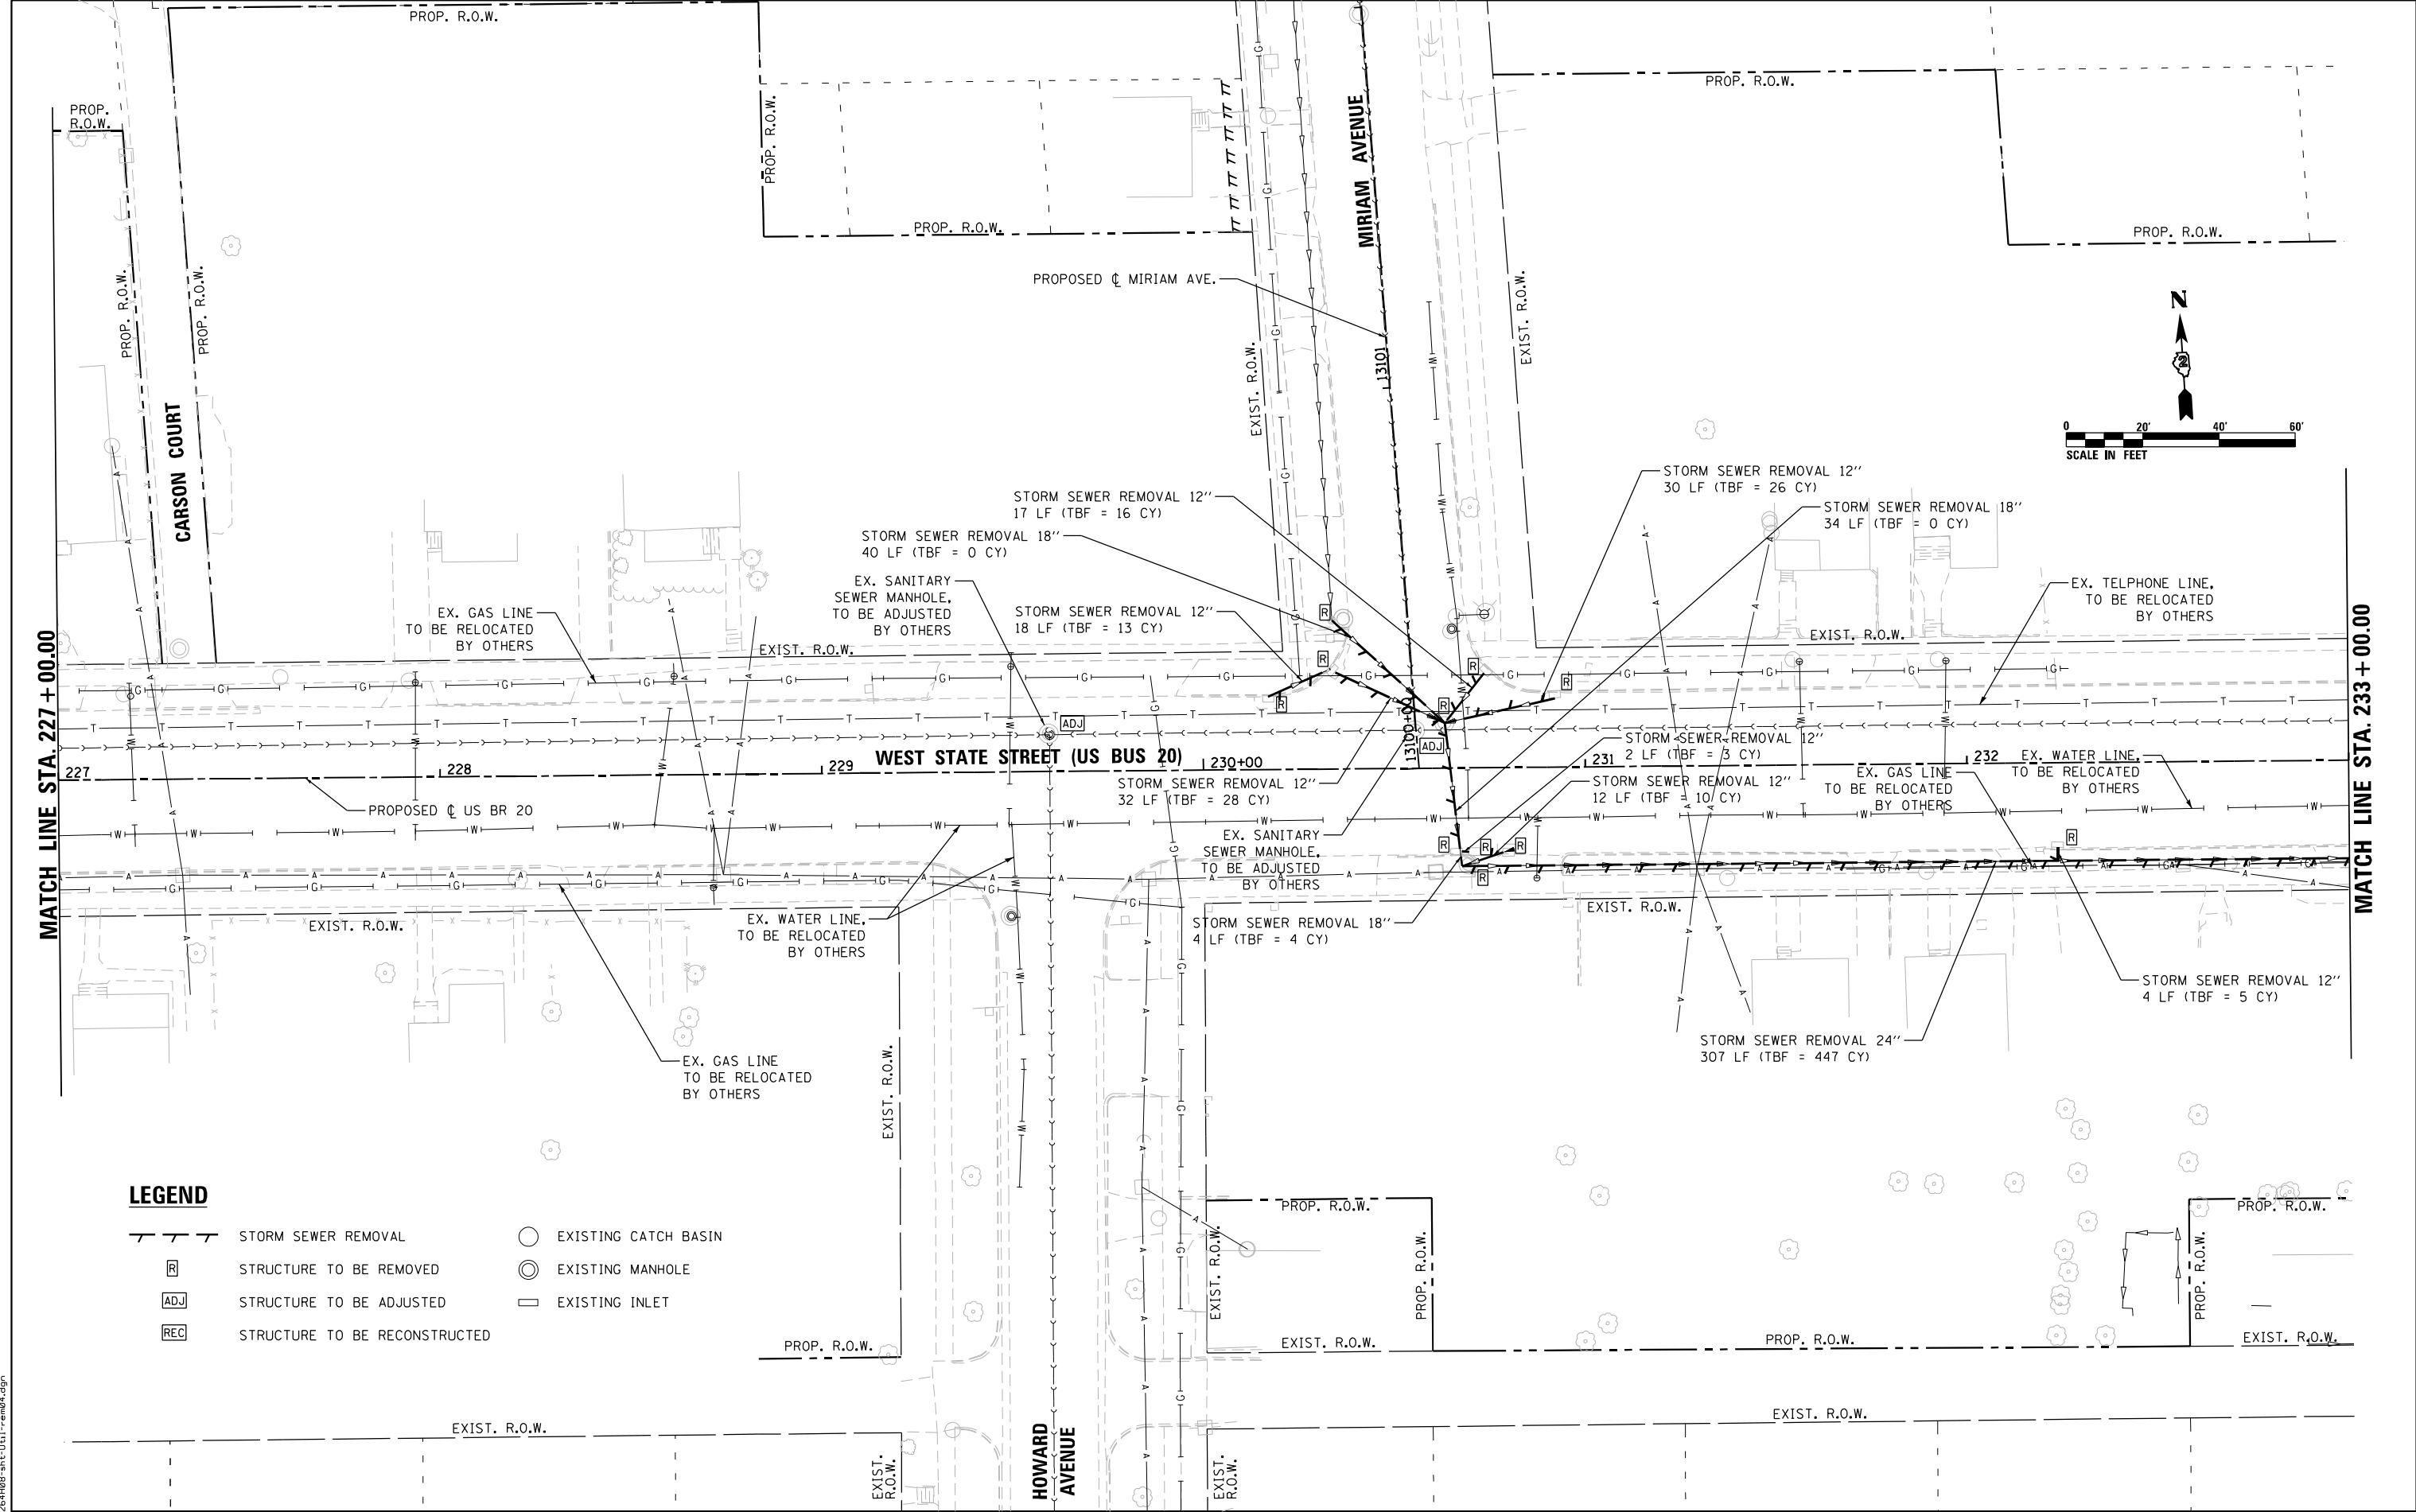 PROP. R.O.W.
PROP.
R.O.W.
PROP. R.O.W.
PROP. R.O.W.
PROP. R.O.W.
PROP. R.O.W.
PROP. R.O.W.
PROP. R.O.W.
PROP. R.O.W.
CARSON COURT
MIRIAM AVENUE
PROPOSED ℄ MIRIAM AVE.
EXIST. R.O.W.
EXIST. R.O.W.
13101
13100+00
N
2
0 20' 40' 60'
SCALE IN FEET
STORM SEWER REMOVAL 12"
30 LF (TBF = 26 CY)
STORM SEWER REMOVAL 12"
17 LF (TBF = 16 CY)
STORM SEWER REMOVAL 18"
34 LF (TBF = 0 CY)
STORM SEWER REMOVAL 18"
40 LF (TBF = 0 CY)
EX. SANITARY
SEWER MANHOLE,
TO BE ADJUSTED
BY OTHERS
STORM SEWER REMOVAL 12"
18 LF (TBF = 13 CY)
EX. GAS LINE
TO BE RELOCATED
BY OTHERS
EX. TELPHONE LINE,
TO BE RELOCATED
BY OTHERS
EXIST. R.O.W.
EXIST. R.O.W.
R
R
R
R
R
R
ADJ
ADJ
MATCH LINE STA. 227+00.00
MATCH LINE STA. 233+00.00
WEST STATE STREET (US BUS 20)
227
228
229
230+00
231
232
PROPOSED ℄ US BR 20
STORM SEWER REMOVAL 12"
2 LF (TBF = 3 CY)
STORM SEWER REMOVAL 12"
12 LF (TBF = 10 CY)
STORM SEWER REMOVAL 12"
32 LF (TBF = 28 CY)
EX. GAS LINE
TO BE RELOCATED
BY OTHERS
EX. WATER LINE,
TO BE RELOCATED
BY OTHERS
EX. SANITARY
SEWER MANHOLE,
TO BE ADJUSTED
BY OTHERS
R
R
R
R
R
EXIST. R.O.W.
EXIST. R.O.W.
EX. WATER LINE,
TO BE RELOCATED
BY OTHERS
STORM SEWER REMOVAL 18"
4 LF (TBF = 4 CY)
STORM SEWER REMOVAL 12"
4 LF (TBF = 5 CY)
STORM SEWER REMOVAL 24"
307 LF (TBF = 447 CY)
EX. GAS LINE
TO BE RELOCATED
BY OTHERS
EXIST. R.O.W.
LEGEND
STORM SEWER REMOVAL
EXISTING CATCH BASIN
R STRUCTURE TO BE REMOVED
EXISTING MANHOLE
ADJ STRUCTURE TO BE ADJUSTED
EXISTING INLET
REC STRUCTURE TO BE RECONSTRUCTED
PROP. R.O.W.
PROP. R.O.W.
EXIST. R.O.W.
PROP. R.O.W.
PROP. R.O.W.
PROP. R.O.W.
EXIST. R.O.W.
PROP. R.O.W.
EXIST. R.O.W.
EXIST. R.O.W.
EXIST. R.O.W.
EXIST.
R.O.W.
HOWARD
AVENUE
EXIST.
R.O.W.